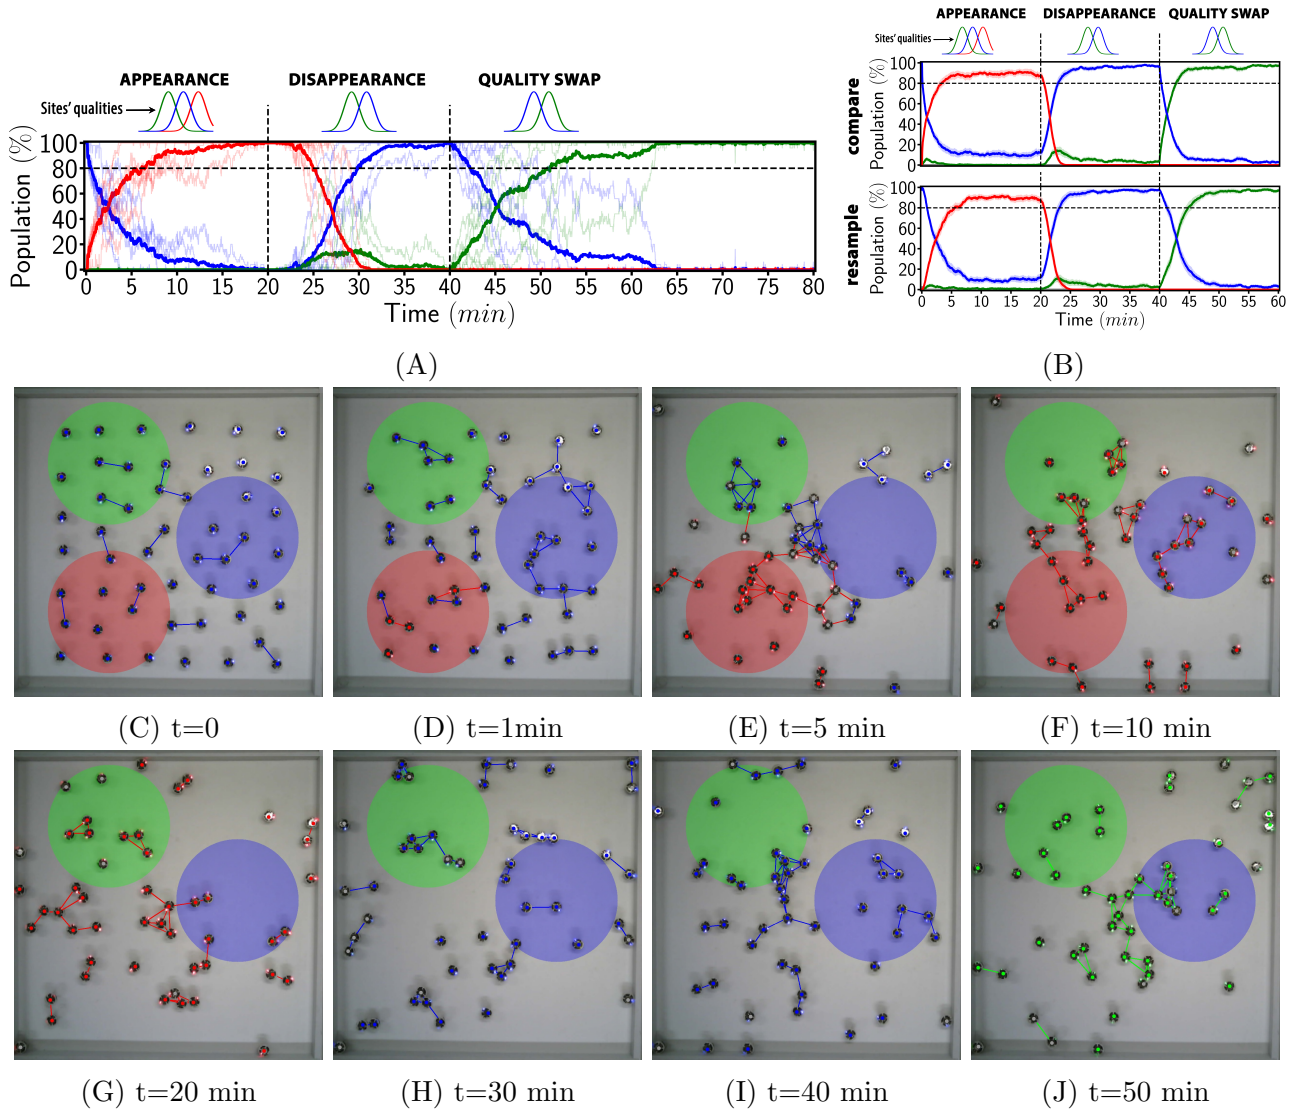 APPEARANCE DISAPPEARANCE QUALITY SWAP
Sites' qualities
Population (%)
100
80
60
40
20
0
0 5 10 15 20 25 30 35 40 45 50 55 60 65 70 75 80
Time (min)
(A)
APPEARANCE DISAPPEARANCE QUALITY SWAP
Sites' qualities
compare
Population (%)
100
80
60
40
20
0
resample
Population (%)
100
80
60
40
20
0
0 5 10 15 20 25 30 35 40 45 50 55 60
Time (min)
(B)
(C) t=0
(D) t=1min
(E) t=5 min
(F) t=10 min
(G) t=20 min
(H) t=30 min
(I) t=40 min
(J) t=50 min